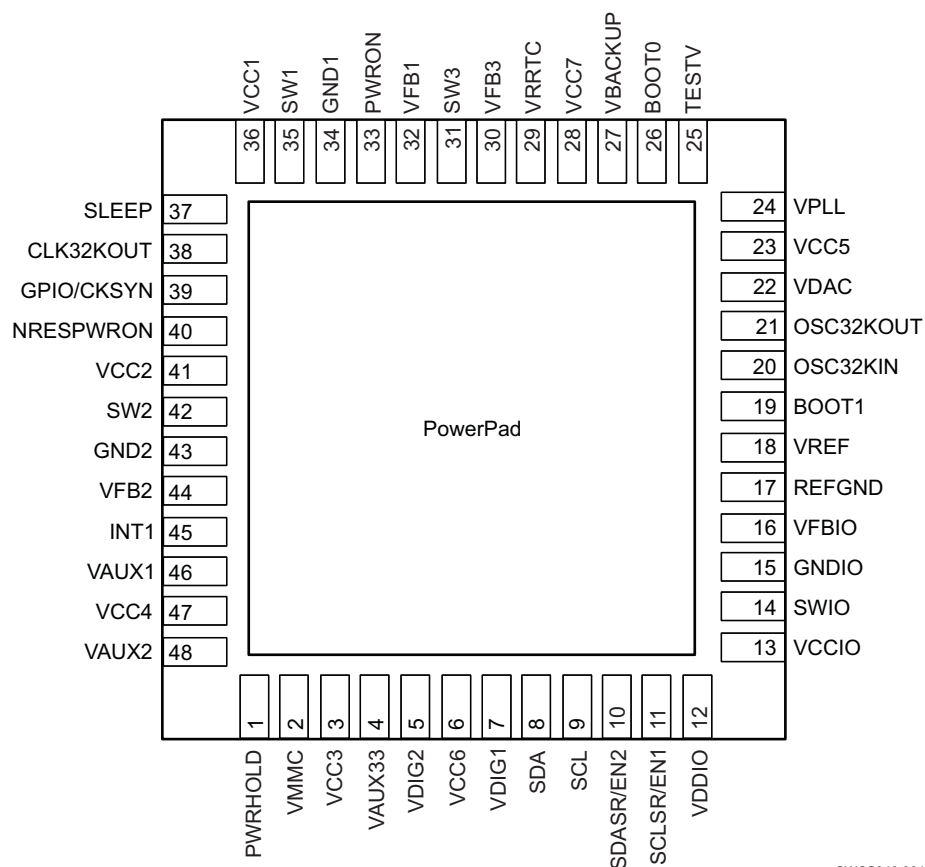 VCC1
SW1
GND1
PWRON
VFB1
SW3
VFB3
VRRTC
VCC7
VBACKUP
BOOT0
TESTV
36
35
34
33
32
31
30
29
28
27
26
25
SLEEP 37
CLK32KOUT 38
GPIO/CKSYN 39
NRESPWRON 40
VCC2 41
SW2 42
GND2 43
VFB2 44
INT1 45
VAUX1 46
VCC4 47
VAUX2 48
PowerPad
24 VPLL
23 VCC5
22 VDAC
21 OSC32KOUT
20 OSC32KIN
19 BOOT1
18 VREF
17 REFGND
16 VFBIO
15 GNDIO
14 SWIO
13 VCCIO
1
2
3
4
5
6
7
8
9
10
11
12
PWRHOLD
VMMC
VCC3
VAUX33
VDIG2
VCC6
VDIG1
SDA
SCL
SDASR/EN2
SCLSR/EN1
VDDIO